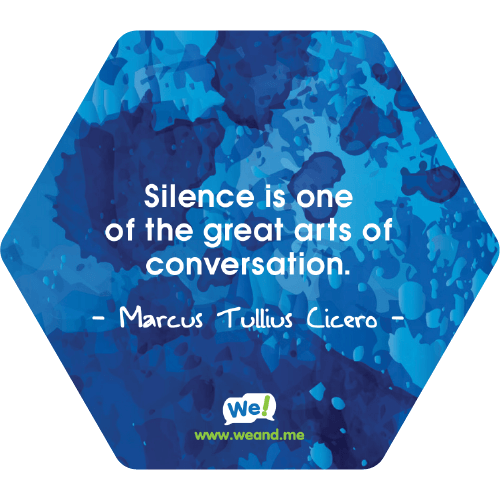 Silence is one
of the great arts of
conversation.
- Marcus Tullius Cicero -
We!
www.weand.me